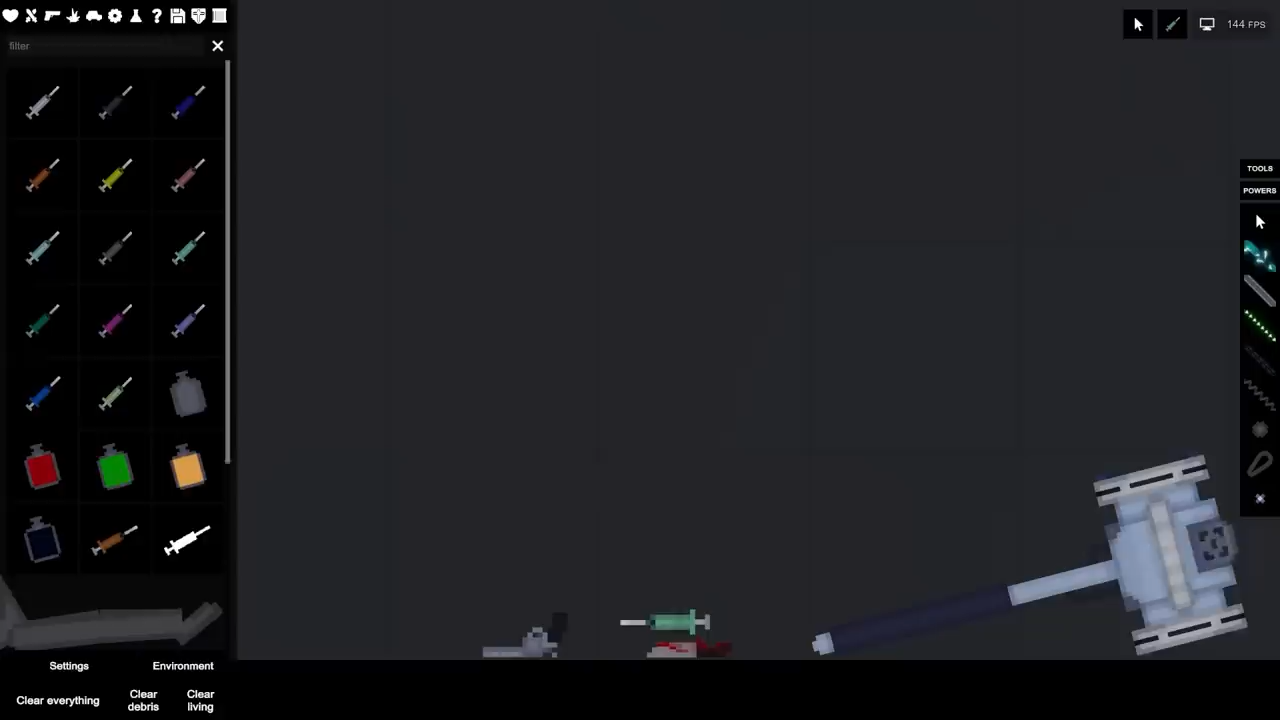 144 FPS
filter
TOOLS
POWERS
Settings
Environment
Clear everything
Clear
debris
Clear
living